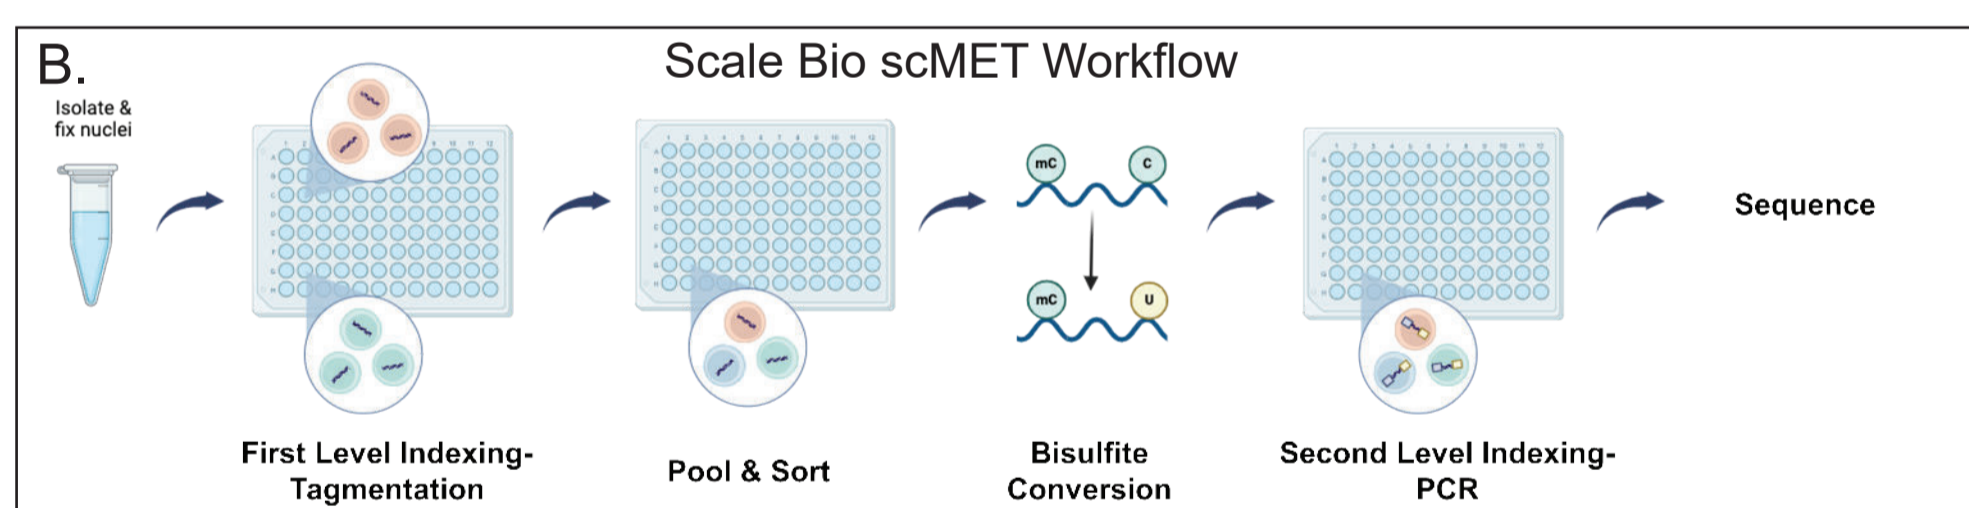 B.
Scale Bio scMET Workflow
Isolate &
fix nuclei
mC
C
mC
U
Sequence
First Level Indexing-
Tagmentation
Pool & Sort
Bisulfite
Conversion
Second Level Indexing-
PCR